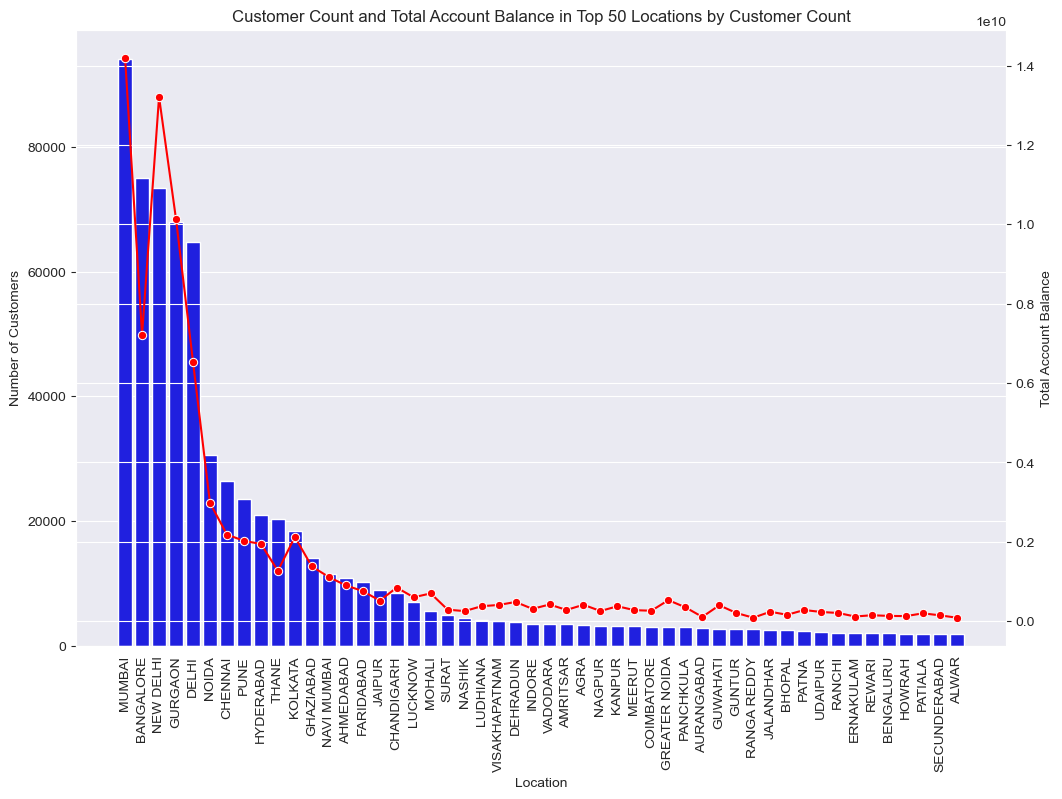 Customer Count and Total Account Balance in Top 50 Locations by Customer Count
1e10
Number of Customers
80000
60000
40000
20000
0
1.4
1.2
1.0
0.8
0.6
0.4
0.2
0.0
Total Account Balance
MUMBAI
BANGALORE
NEW DELHI
GURGAON
DELHI
NOIDA
CHENNAI
PUNE
HYDERABAD
THANE
KOLKATA
GHAZIABAD
NAVI MUMBAI
AHMEDABAD
FARIDABAD
JAIPUR
CHANDIGARH
LUCKNOW
MOHALI
SURAT
NASHIK
LUDHIANA
VISAKHAPATNAM
DEHRADUN
INDORE
VADODARA
AMRITSAR
AGRA
NAGPUR
KANPUR
MEERUT
COIMBATORE
GREATER NOIDA
PANCHKULA
AURANGABAD
GUWAHATI
GUNTUR
RANGA REDDY
JALANDHAR
BHOPAL
PATNA
UDAIPUR
RANCHI
ERNAKULAM
REWARI
BENGALURU
HOWRAH
PATIALA
SECUNDERABAD
ALWAR
Location